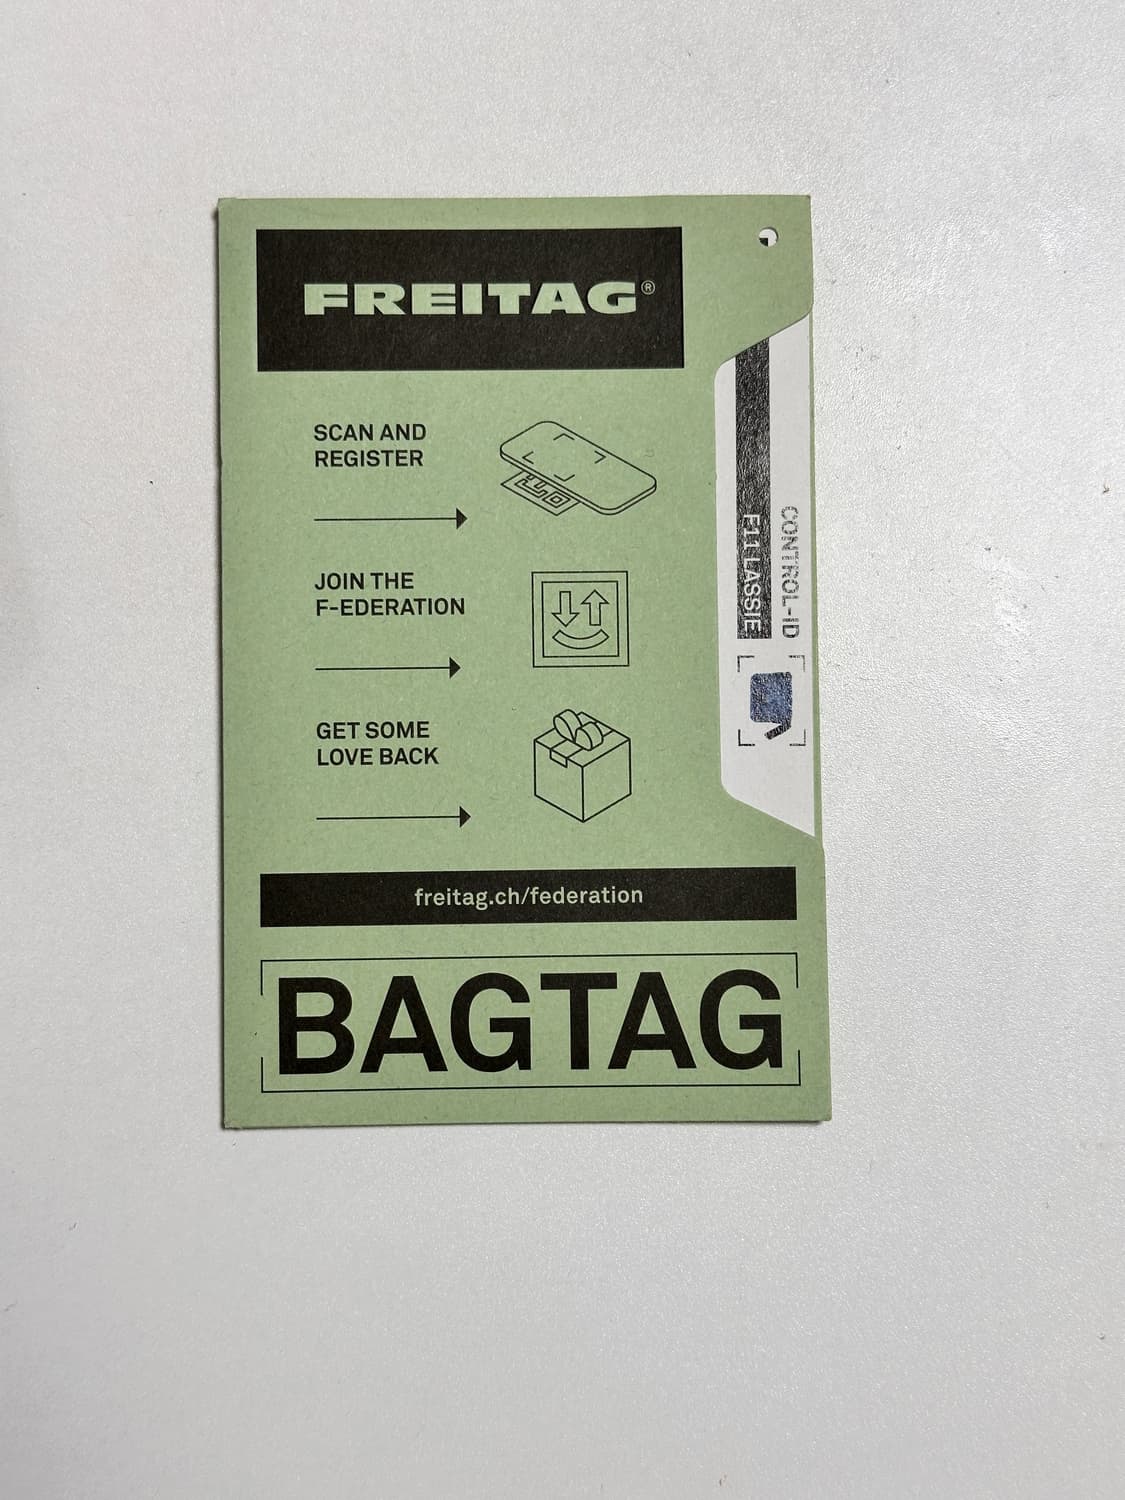 FREITAG®
SCAN AND
REGISTER
JOIN THE
F-EDERATION
GET SOME
LOVE BACK
CONTROL-ID
F11 LASSIE
freitag.ch/federation
BAGTAG